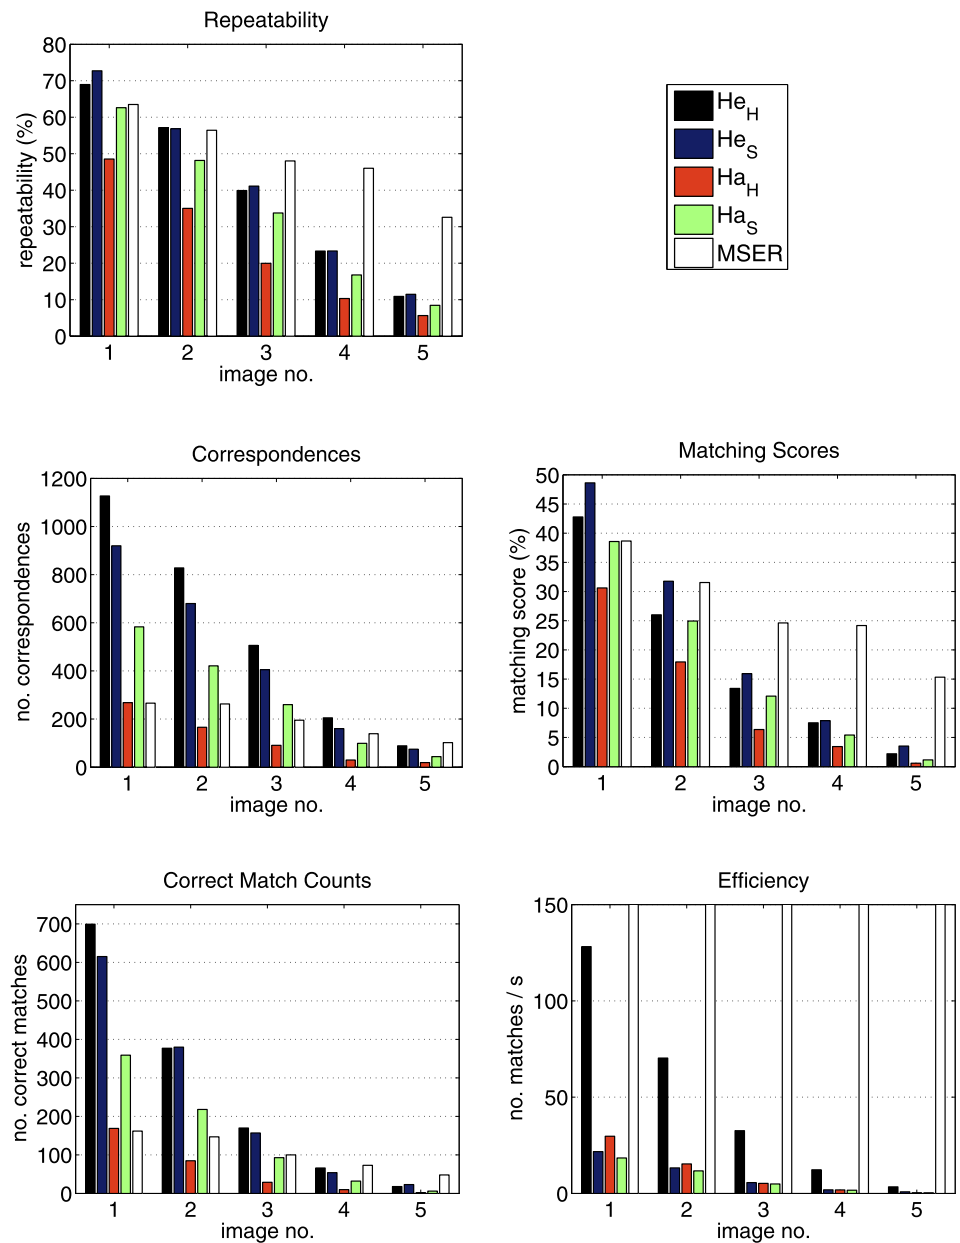 Repeatability
80
70
60
50
40
30
20
10
0
repeatability (%)
1 2 3 4 5
image no.
HeH
HeS
HaH
HaS
MSER
Correspondences
1200
1000
800
600
400
200
0
no. correspondences
1 2 3 4 5
image no.
Matching Scores
50
45
40
35
30
25
20
15
10
5
0
matching score (%)
1 2 3 4 5
image no.
Correct Match Counts
700
600
500
400
300
200
100
0
no. correct matches
1 2 3 4 5
image no.
Efficiency
150
100
50
0
no. matches / s
1 2 3 4 5
image no.